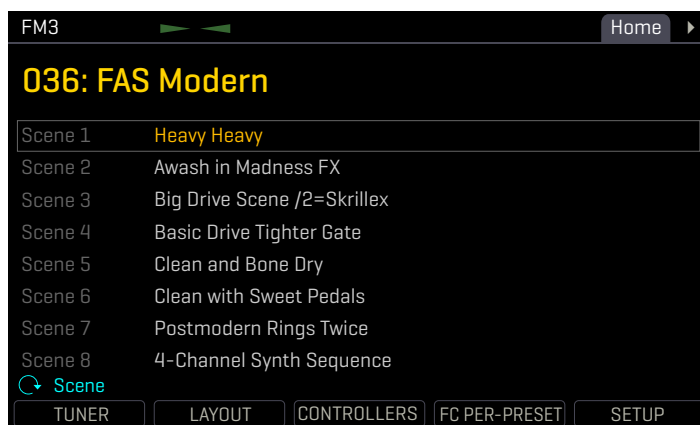 FM3 Home
036: FAS Modern
Scene 1 Heavy Heavy
Scene 2 Awash in Madness FX
Scene 3 Big Drive Scene /2=Skrillex
Scene 4 Basic Drive Tighter Gate
Scene 5 Clean and Bone Dry
Scene 6 Clean with Sweet Pedals
Scene 7 Postmodern Rings Twice
Scene 8 4-Channel Synth Sequence
Scene
TUNER LAYOUT CONTROLLERS FC PER-PRESET SETUP